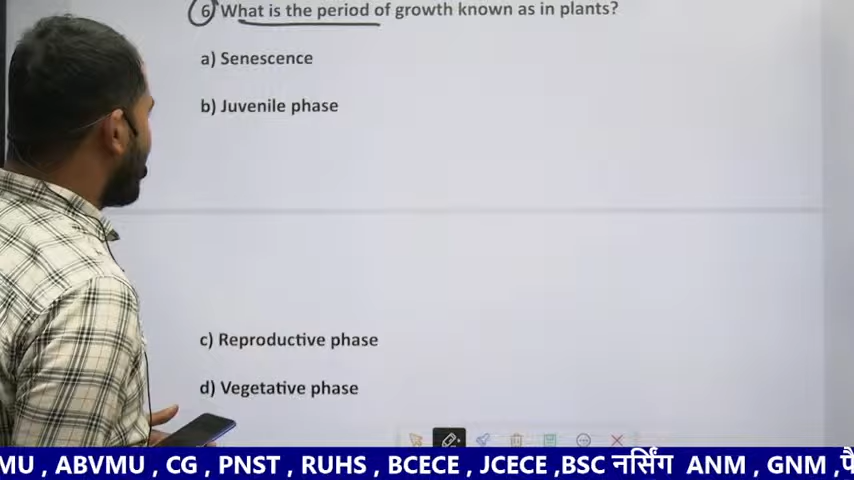 6) What is the period of growth known as in plants?
a) Senescence
b) Juvenile phase
c) Reproductive phase
d) Vegetative phase
MU , ABVMU , CG , PNST , RUHS , BCECE , JCECE ,BSC नर्सिंग ANM , GNM ,पै